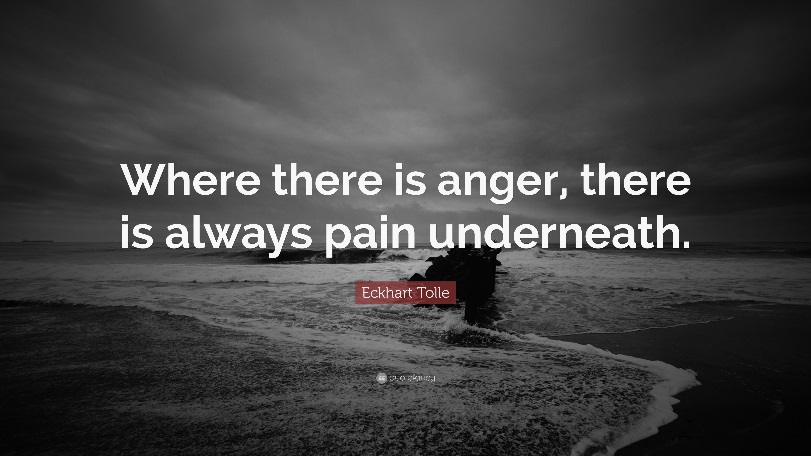 Where there is anger, there
is always pain underneath.
Eckhart Tolle